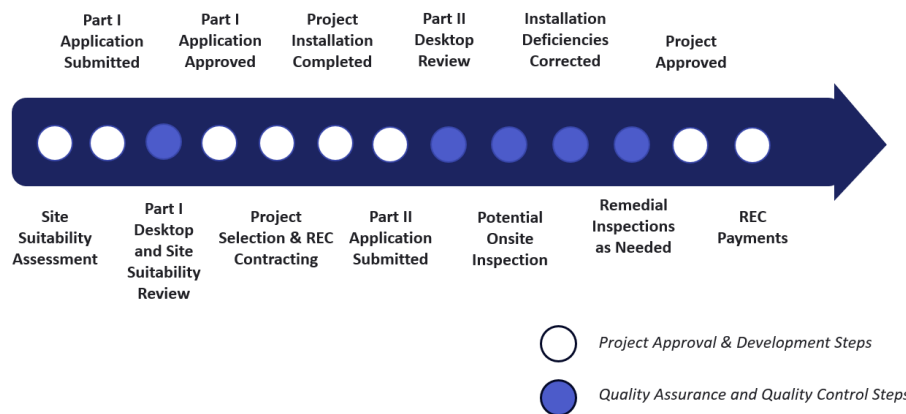 Part I
Application
Submitted
Part I
Application
Approved
Project
Installation
Completed
Part II
Desktop
Review
Installation
Deficiencies
Corrected
Project
Approved
Site
Suitability
Assessment
Part I
Desktop
and Site
Suitability
Review
Project
Selection & REC
Contracting
Part II
Application
Submitted
Potential
Onsite
Inspection
Remedial
Inspections
as Needed
REC
Payments
Project Approval & Development Steps
Quality Assurance and Quality Control Steps